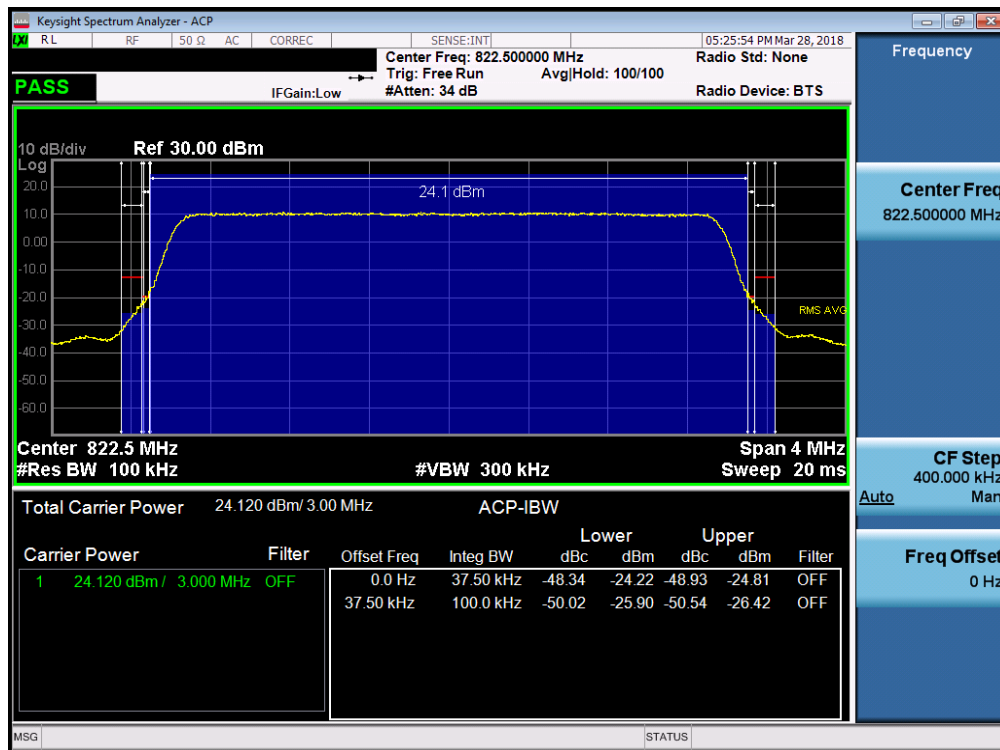 Keysight Spectrum Analyzer - ACP
LXI RL RF 50 Ω AC CORREC SENSE:INT 05:25:54 PM Mar 28, 2018
Center Freq: 822.500000 MHz Radio Std: None
Trig: Free Run Avg|Hold: 100/100
PASS IFGain:Low #Atten: 34 dB Radio Device: BTS
10 dB/div Ref 30.00 dBm
Log
20.0
24.1 dBm
10.0
0.00
-10.0
-20.0
RMS AVG
-30.0
-40.0
-50.0
-60.0
Center 822.5 MHz Span 4 MHz
#Res BW 100 kHz #VBW 300 kHz Sweep 20 ms
Total Carrier Power 24.120 dBm/ 3.00 MHz ACP-IBW
Lower Upper
Carrier Power Filter Offset Freq Integ BW dBc dBm dBc dBm Filter
1 24.120 dBm / 3.000 MHz OFF 0.0 Hz 37.50 kHz -48.34 -24.22 -48.93 -24.81 OFF
37.50 kHz 100.0 kHz -50.02 -25.90 -50.54 -26.42 OFF
MSG STATUS
Frequency
Center Freq
822.500000 MHz
CF Step
400.000 kHz
Auto Man
Freq Offset
0 Hz